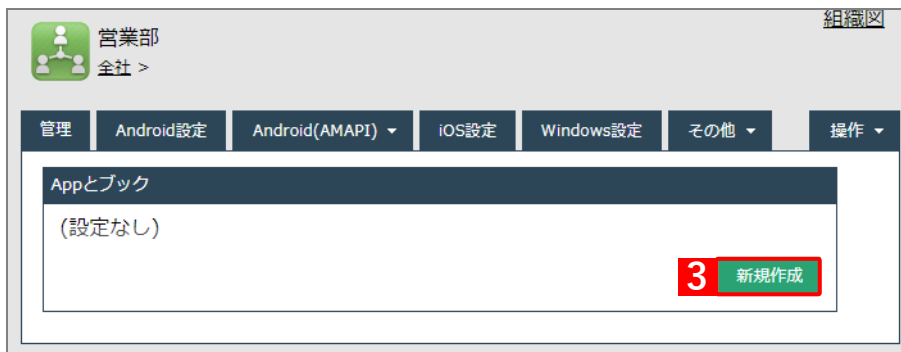 組織図
営業部
全社 >
管理 Android設定 Android(AMAPI) iOS設定 Windows設定 その他 操作
Appとブック
(設定なし)
3 新規作成